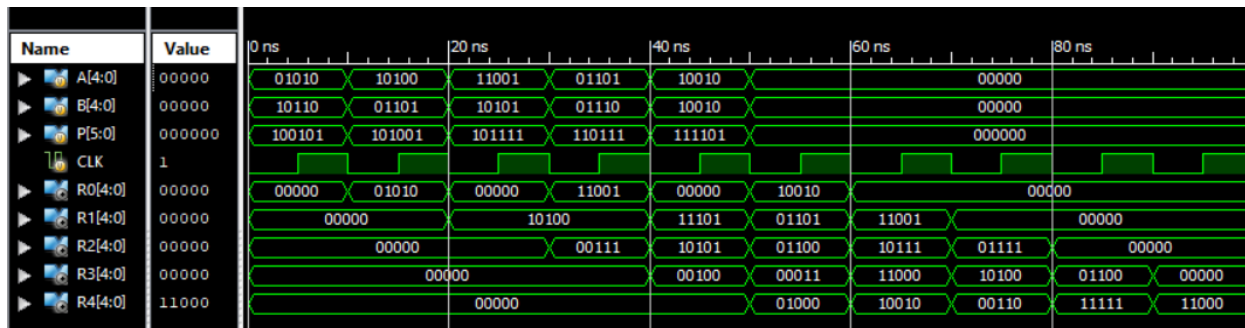 Name Value 0 ns 20 ns 40 ns 60 ns 80 ns
A[4:0] 00000 01010 10100 11001 01101 10010 00000
B[4:0] 00000 10110 01101 10101 01110 10010 00000
P[5:0] 000000 100101 101001 101111 110111 111101 000000
CLK 1
R0[4:0] 00000 00000 01010 00000 11001 00000 10010 00000
R1[4:0] 00000 00000 10100 11101 01101 11001 00000
R2[4:0] 00000 00000 00111 10101 01100 10111 01111 00000
R3[4:0] 00000 00000 00100 00011 11000 10100 01100 00000
R4[4:0] 11000 00000 01000 10010 00110 11111 11000